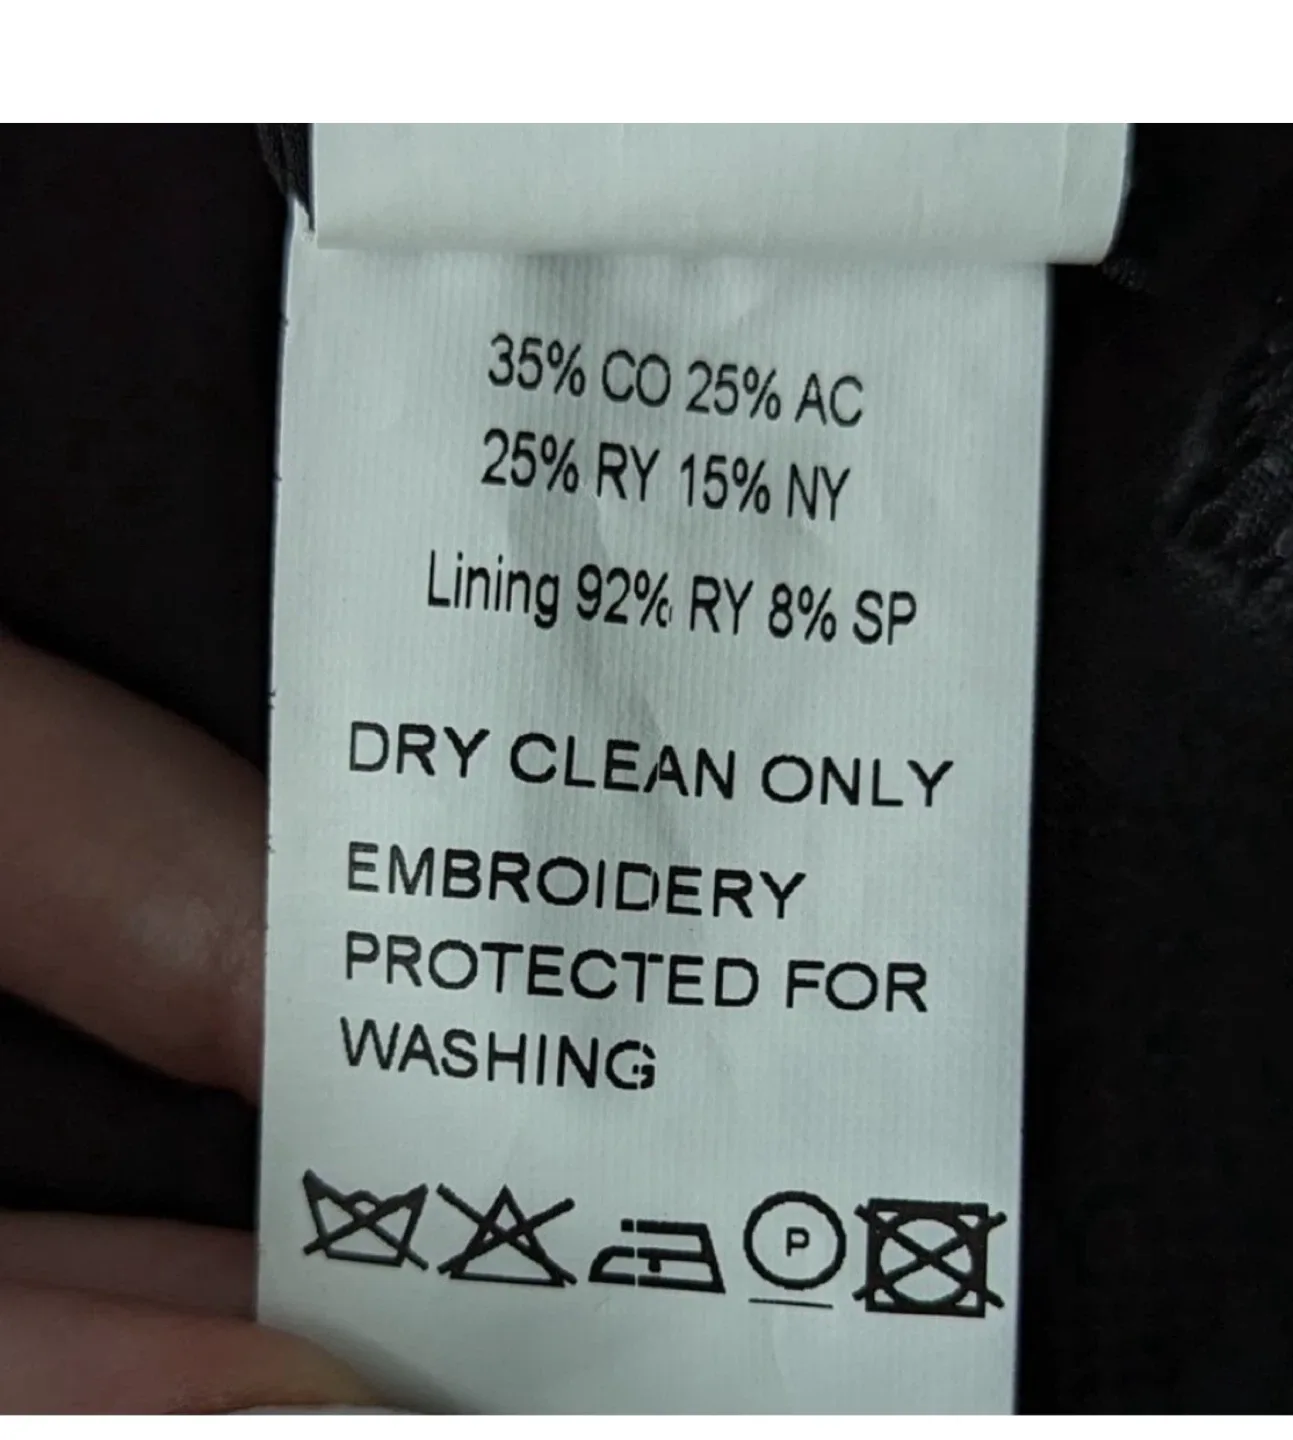 35% CO 25% AC
25% RY 15% NY
Lining 92% RY 8% SP
DRY CLEAN ONLY
EMBROIDERY
PROTECTED FOR
WASHING
P